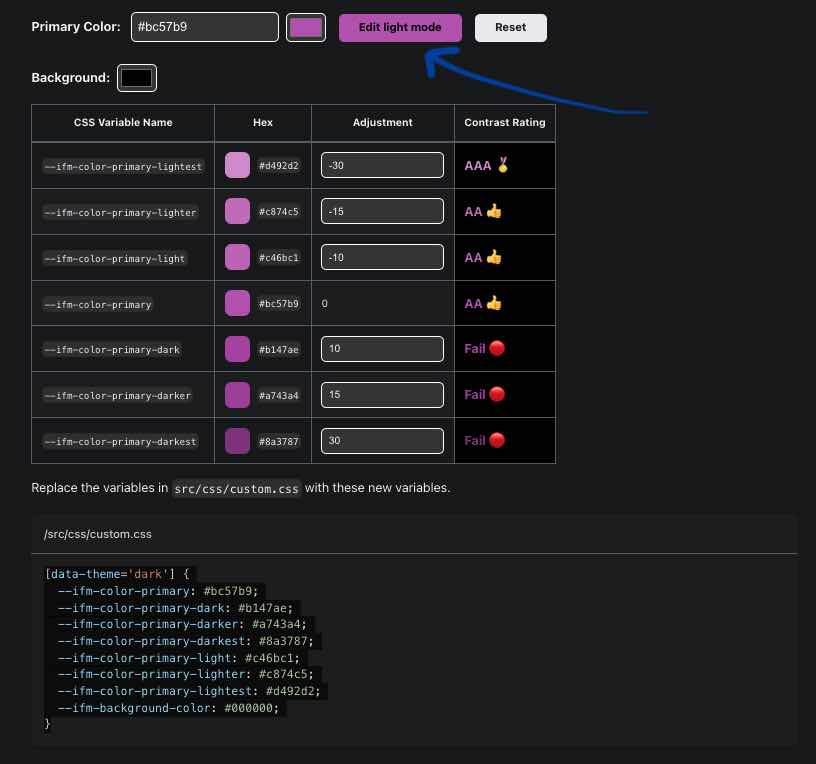 Primary Color: #bc57b9 Edit light mode Reset
Background:
CSS Variable Name Hex Adjustment Contrast Rating
--ifm-color-primary-lightest #d492d2 -30 AAA 🏅
--ifm-color-primary-lighter #c874c5 -15 AA 👍
--ifm-color-primary-light #c46bc1 -10 AA 👍
--ifm-color-primary #bc57b9 0 AA 👍
--ifm-color-primary-dark #b147ae 10 Fail 🔴
--ifm-color-primary-darker #a743a4 15 Fail 🔴
--ifm-color-primary-darkest #8a3787 30 Fail 🔴
Replace the variables in src/css/custom.css with these new variables.
/src/css/custom.css
[data-theme='dark'] {
  --ifm-color-primary: #bc57b9;
  --ifm-color-primary-dark: #b147ae;
  --ifm-color-primary-darker: #a743a4;
  --ifm-color-primary-darkest: #8a3787;
  --ifm-color-primary-light: #c46bc1;
  --ifm-color-primary-lighter: #c874c5;
  --ifm-color-primary-lightest: #d492d2;
  --ifm-background-color: #000000;
}